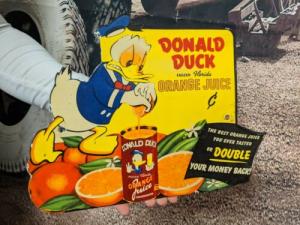 DONALD
DUCK
Florida
ORANGE JUICE
THE BEST ORANGE JUICE
YOU EVER TASTED
OR DOUBLE
YOUR MONEY BACK!
DONALD DUCK
ORANGE
Juice